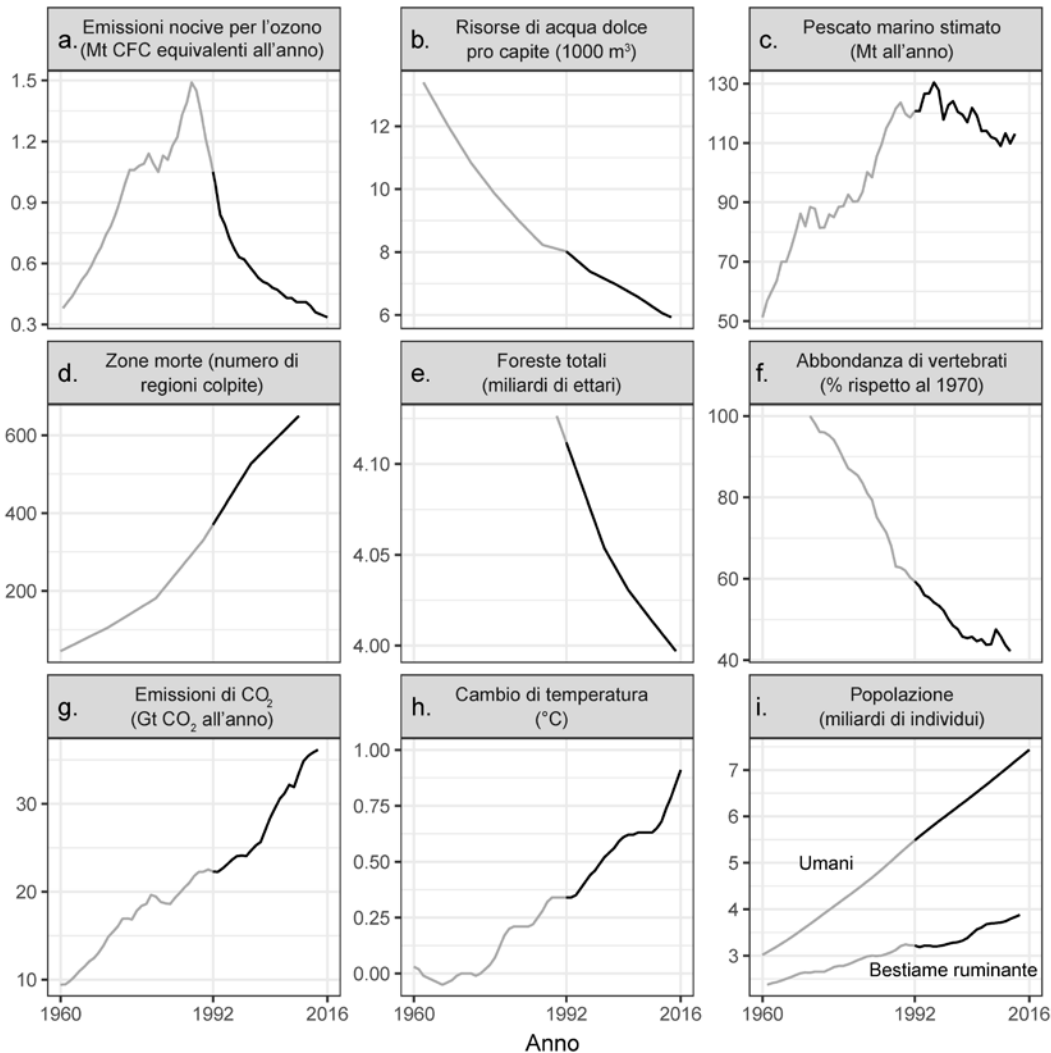 a.
Emissioni nocive per l’ozono
(Mt CFC equivalenti all’anno)
1.5
1.2
0.9
0.6
0.3
b.
Risorse di acqua dolce
pro capite (1000 m³)
12
10
8
6
c.
Pescato marino stimato
(Mt all’anno)
130
110
90
70
50
d.
Zone morte (numero di
regioni colpite)
600
400
200
e.
Foreste totali
(miliardi di ettari)
4.10
4.05
4.00
f.
Abbondanza di vertebrati
(% rispetto al 1970)
100
80
60
40
g.
Emissioni di CO₂
(Gt CO₂ all’anno)
30
20
10
1960 1992 2016
h.
Cambio di temperatura
(°C)
1.00
0.75
0.50
0.25
0.00
1960 1992 2016
i.
Popolazione
(miliardi di individui)
7
6
5
4
3
Umani
Bestiame ruminante
1960 1992 2016
Anno